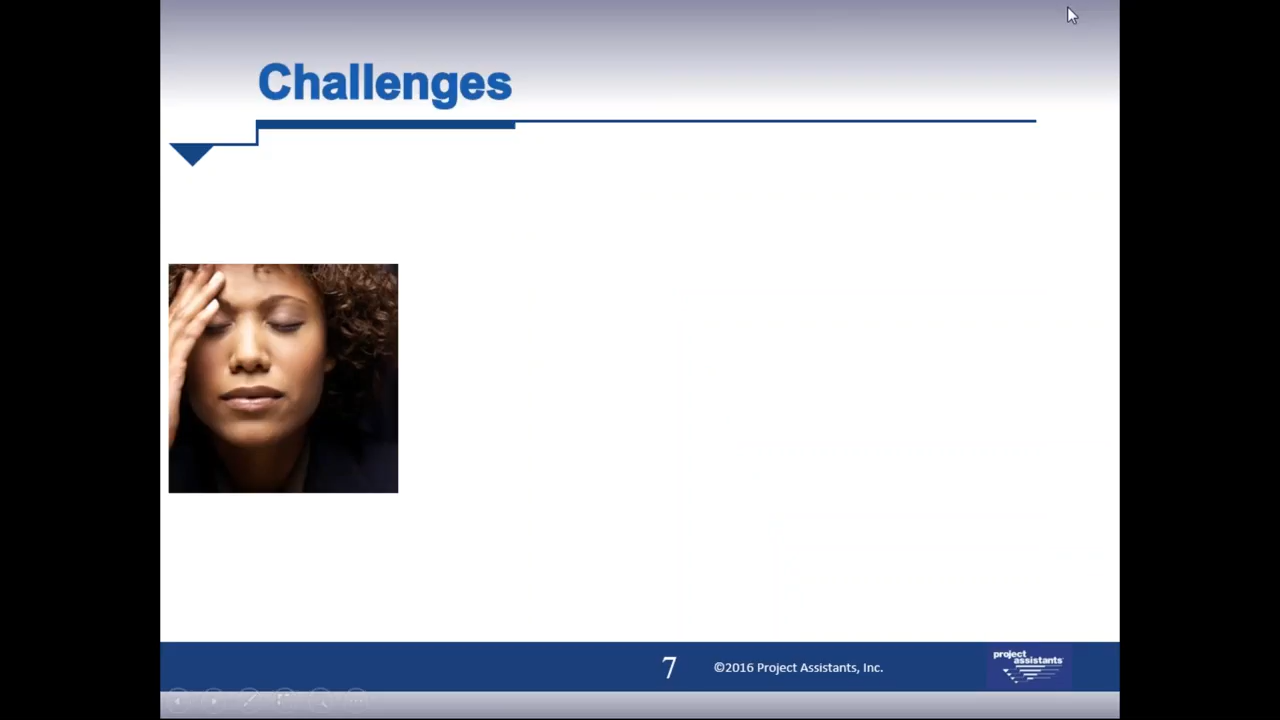 Challenges
7
©2016 Project Assistants, Inc.
project
assistants